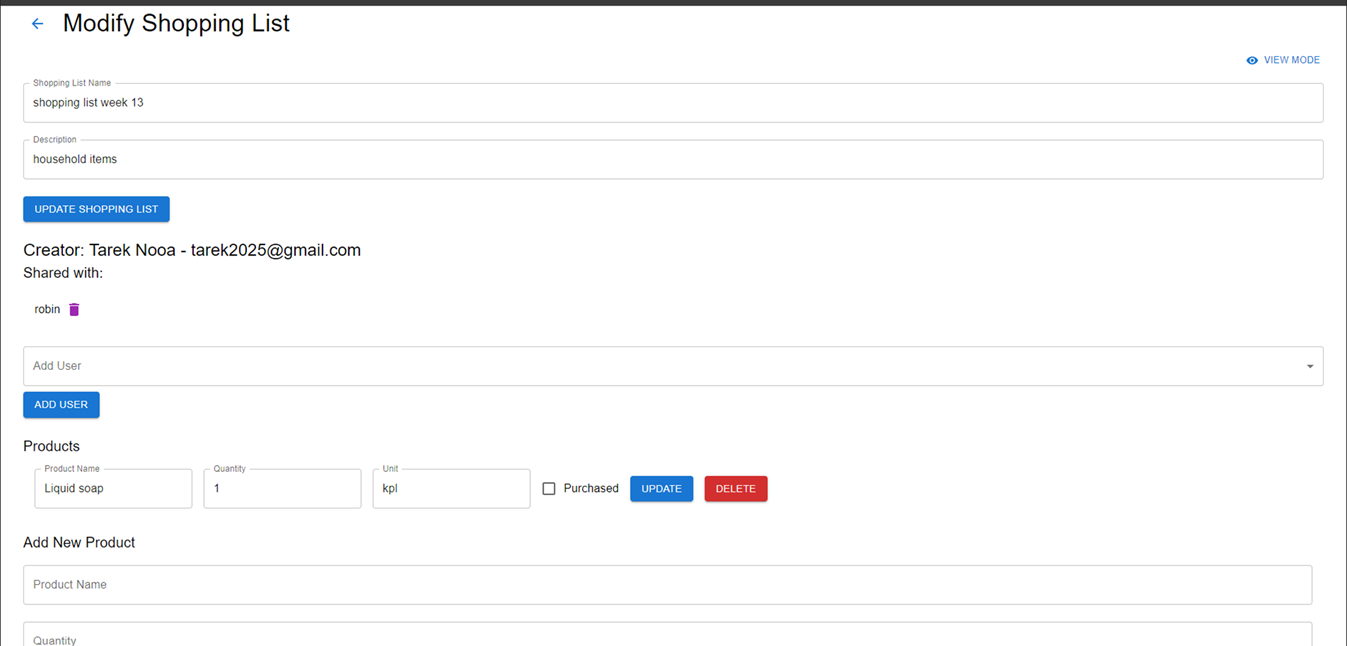 Modify Shopping List
VIEW MODE
Shopping List Name
shopping list week 13
Description
household items
UPDATE SHOPPING LIST
Creator: Tarek Nooa - tarek2025@gmail.com
Shared with:
robin
Add User
ADD USER
Products
Product Name Quantity Unit
Liquid soap 1 kpl Purchased UPDATE DELETE
Add New Product
Product Name
Quantity